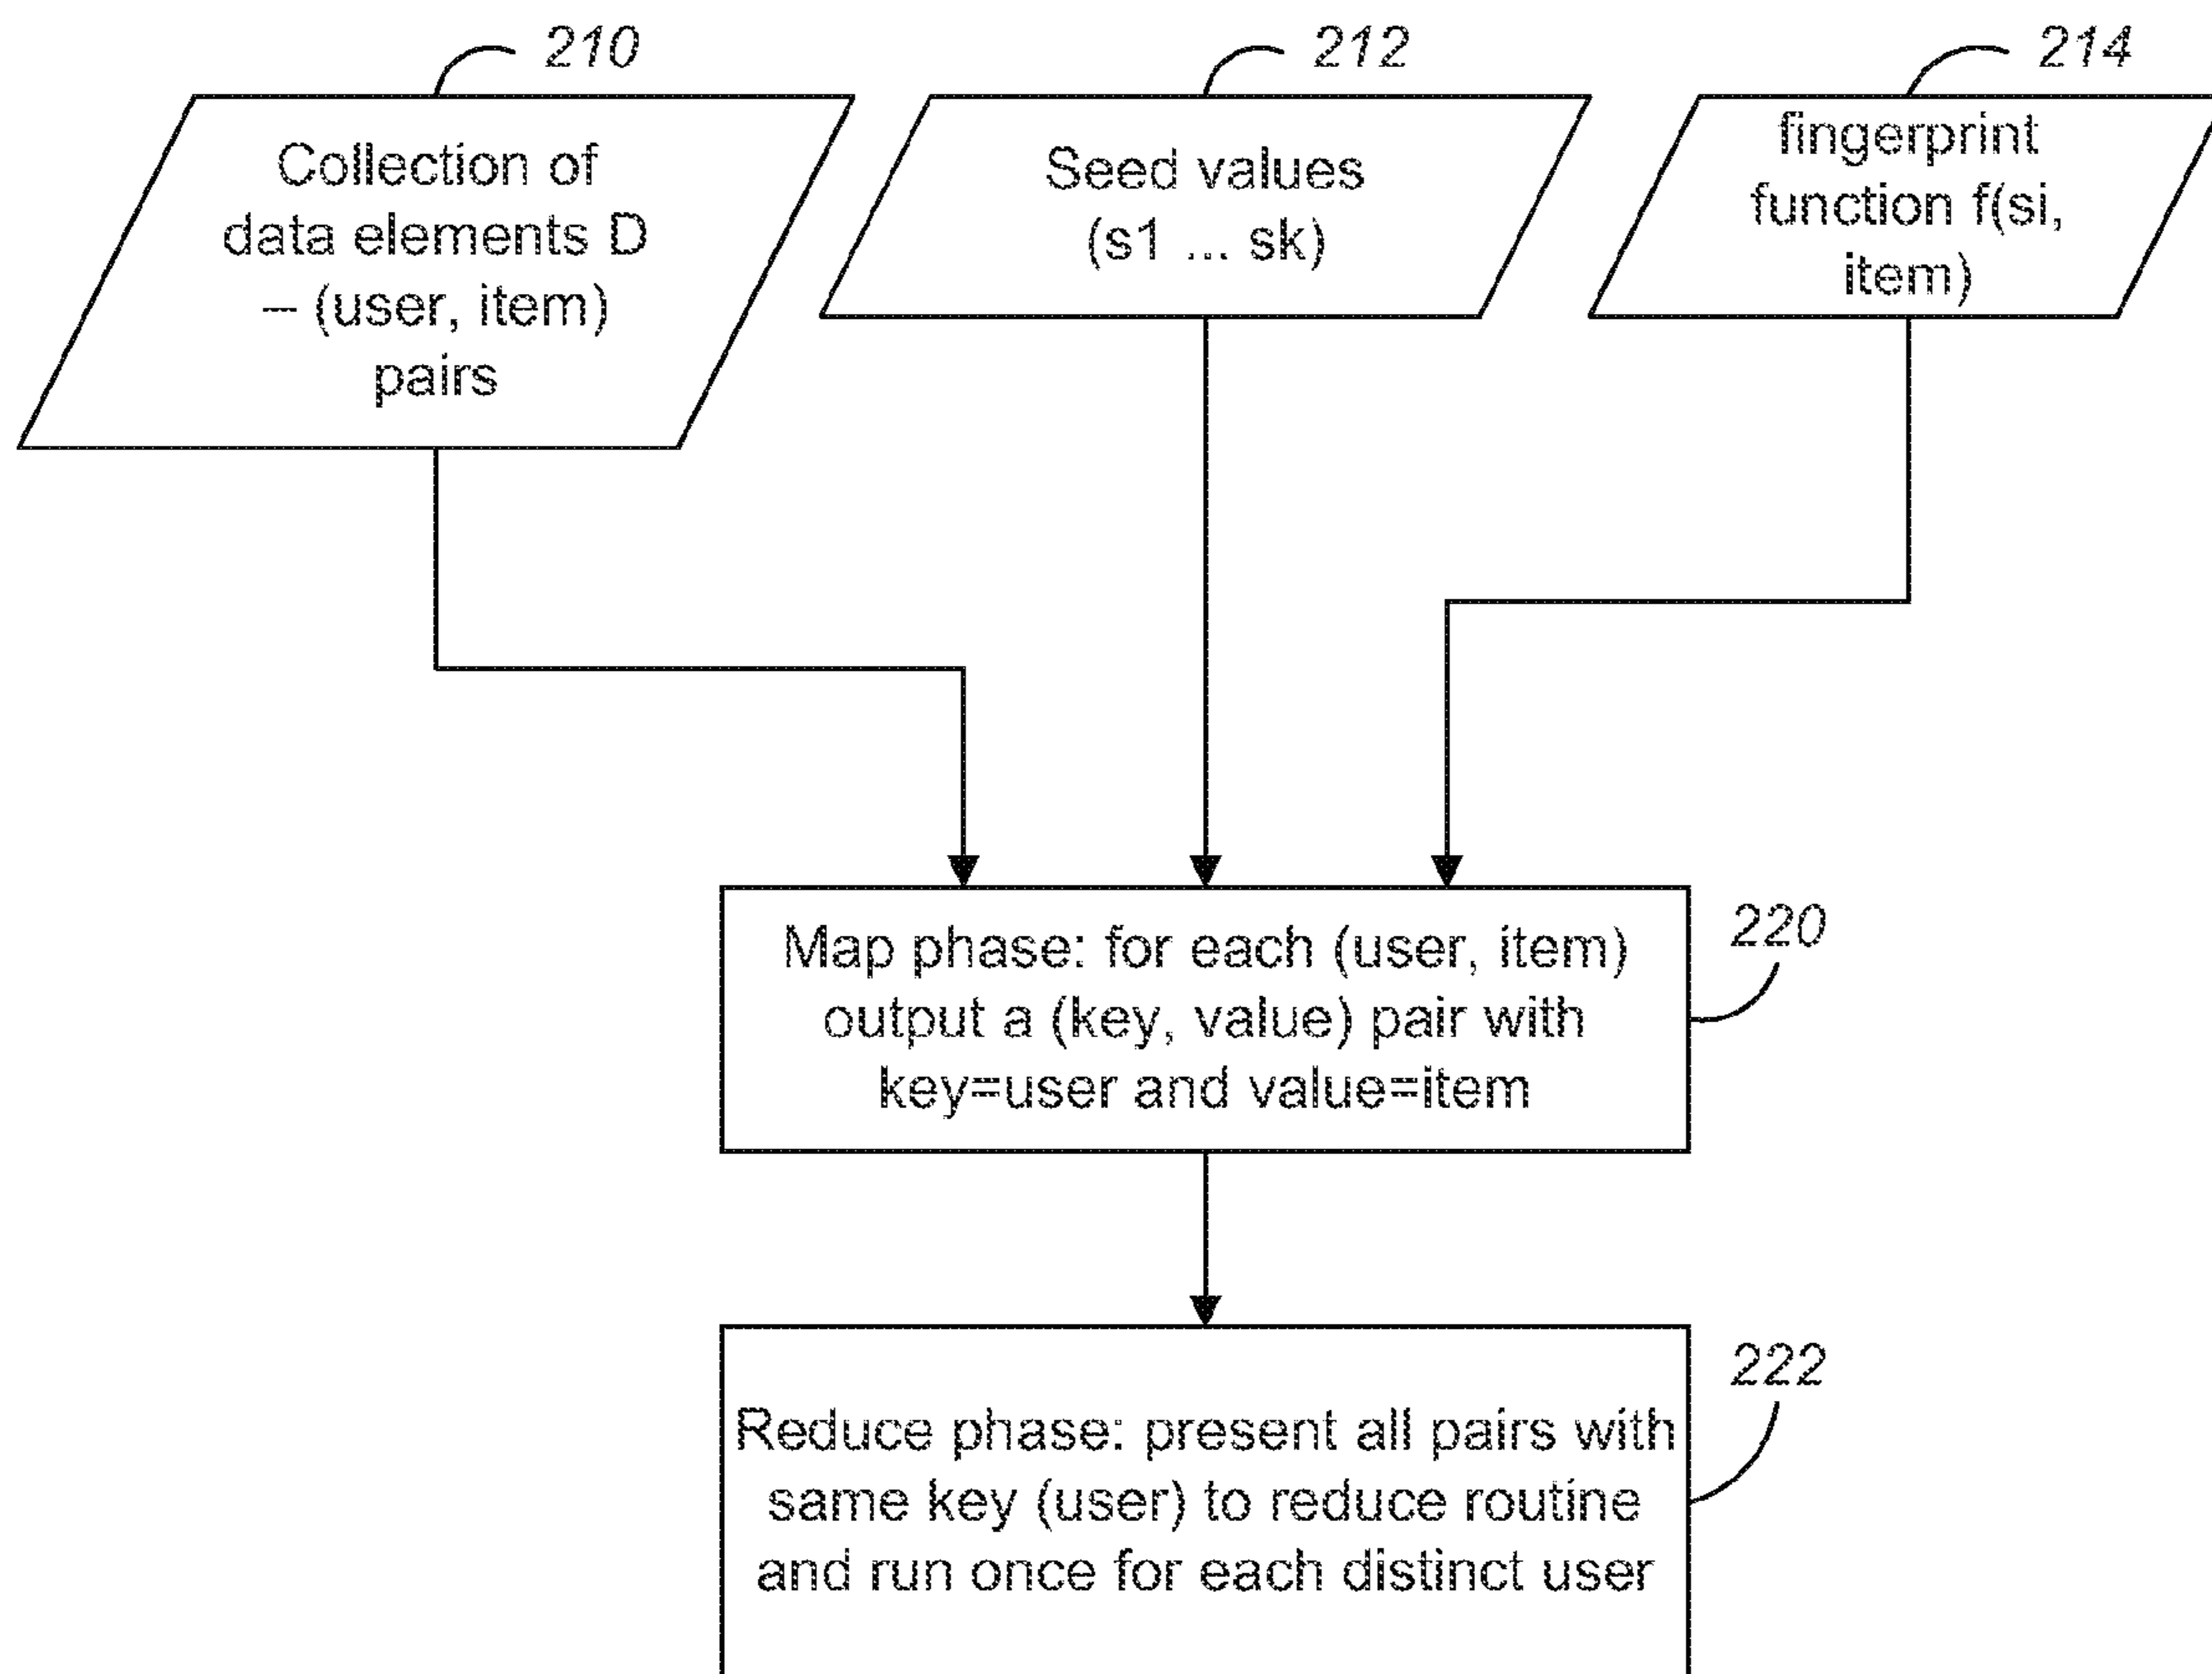 210
212
214
Collection of
data elements D
– (user, item)
pairs
Seed values
(s1 ... sk)
fingerprint
function f(si,
item)
Map phase: for each (user, item)
output a (key, value) pair with
key=user and value=item
220
Reduce phase: present all pairs with
same key (user) to reduce routine
and run once for each distinct user
222